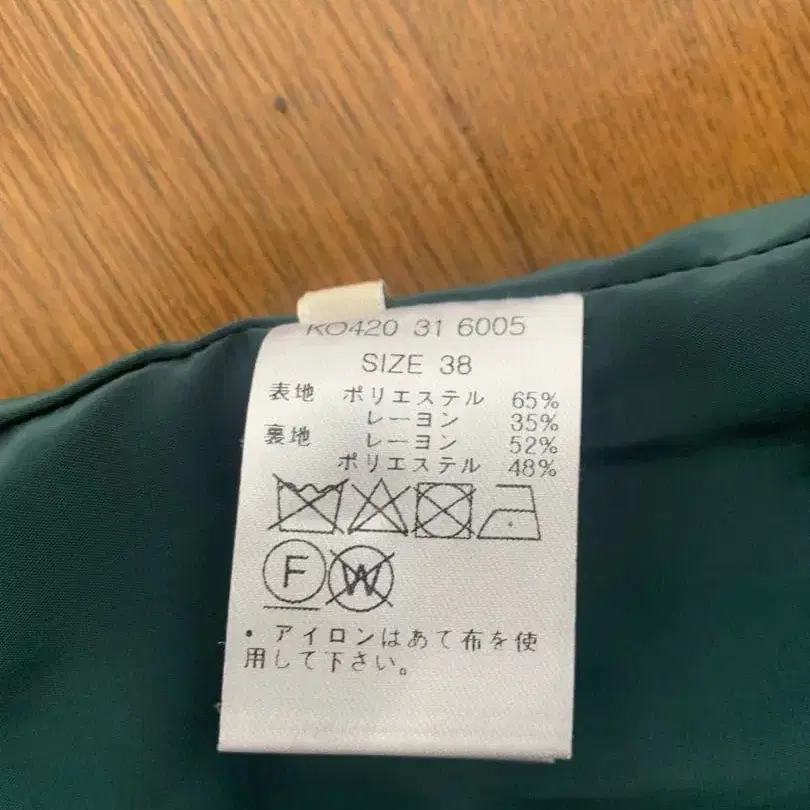 KO420 31 6005
SIZE 38
表地 ポリエステル 65%
レーヨン 35%
裏地 レーヨン 52%
ポリエステル 48%
F W
・アイロンはあて布を使
用して下さい。